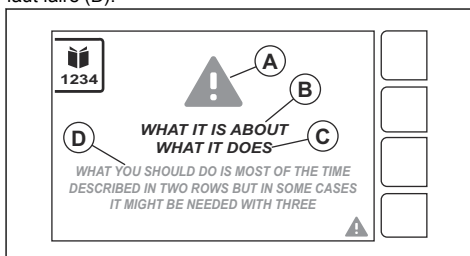 faut faire (D).
1234
A
B
WHAT IT IS ABOUT
D
WHAT IT DOES
C
WHAT YOU SHOULD DO IS MOST OF THE TIME
DESCRIBED IN TWO ROWS BUT IN SOME CASES
IT MIGHT BE NEEDED WITH THREE